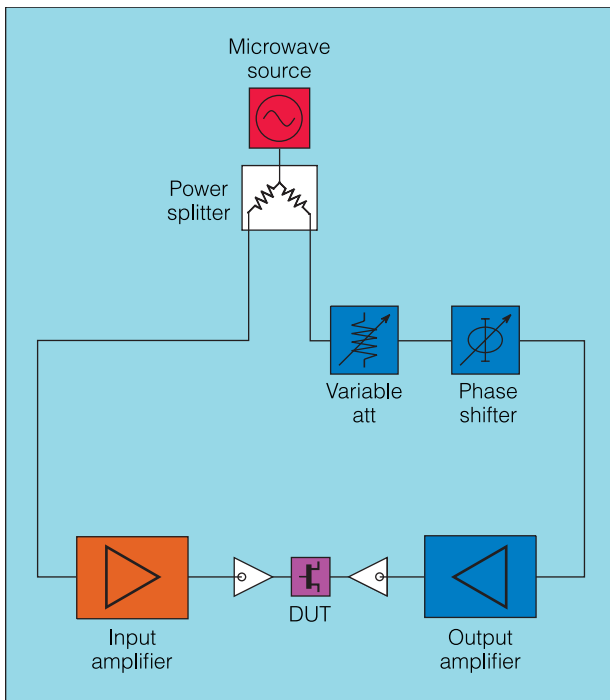 Microwave
source
Power
splitter
Variable
att
Phase
shifter
DUT
Input
amplifier
Output
amplifier